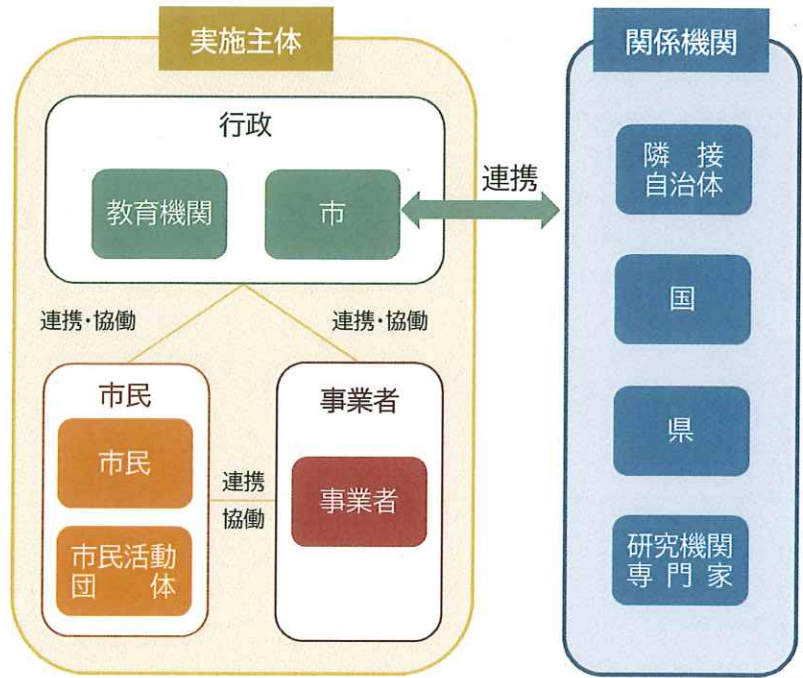 実施主体
行政
教育機関
市
連携・協働
連携・協働
市民
市民
市民活動
団 体
連携
協働
事業者
事業者
連携
関係機関
隣 接
自治体
国
県
研究機関
専 門 家